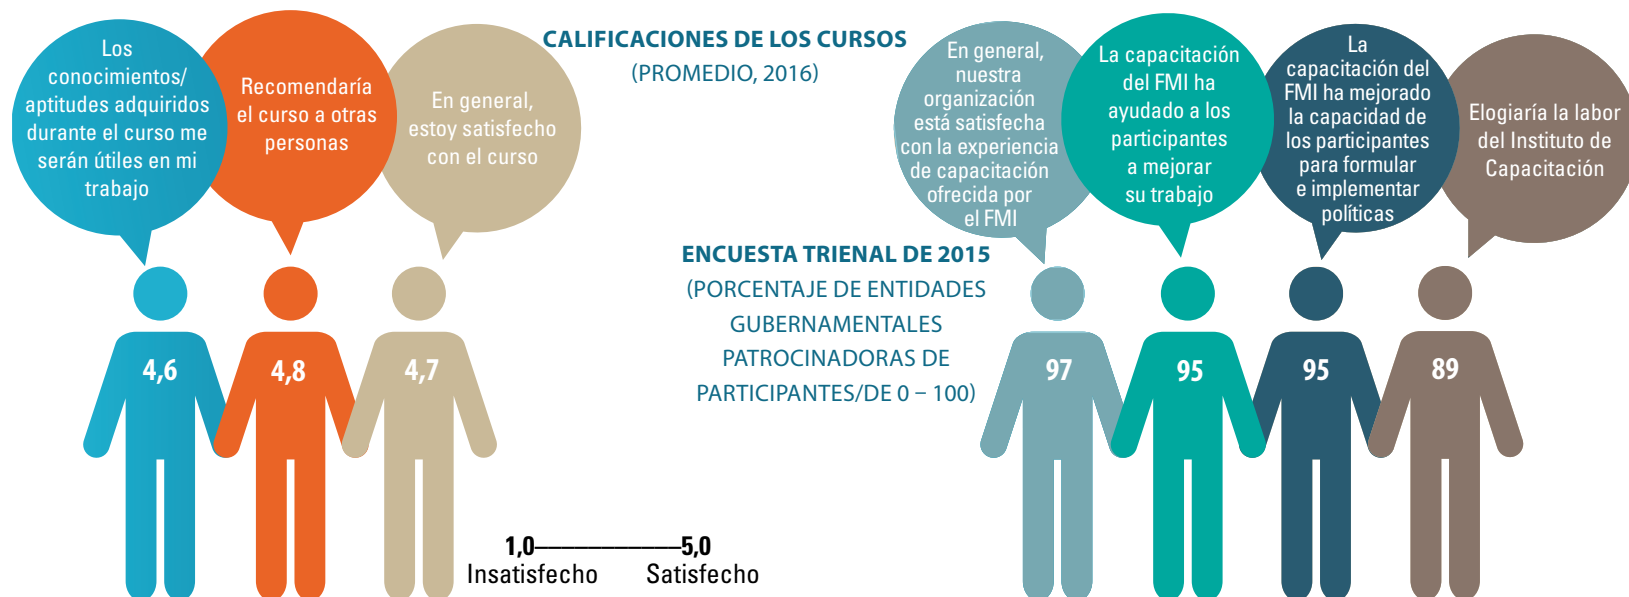 Los
conocimientos/
aptitudes adquiridos
durante el curso me
serán útiles en mi
trabajo
Recomendaría
el curso a otras
personas
En general,
estoy satisfecho
con el curso
CALIFICACIONES DE LOS CURSOS
(PROMEDIO, 2016)
4,6
4,8
4,7
1,0
5,0
Insatisfecho
Satisfecho
En general,
nuestra
organización
está satisfecha
con la experiencia
de capacitación
ofrecida por
el FMI
La capacitación
del FMI ha
ayudado a los
participantes
a mejorar
su trabajo
La
capacitación del
FMI ha mejorado
la capacidad de
los participantes
para formular
e implementar
políticas
Elogiaría la labor
del Instituto de
Capacitación
ENCUESTA TRIENAL DE 2015
(PORCENTAJE DE ENTIDADES
GUBERNAMENTALES
PATROCINADORAS DE
PARTICIPANTES/DE 0 – 100)
97
95
95
89